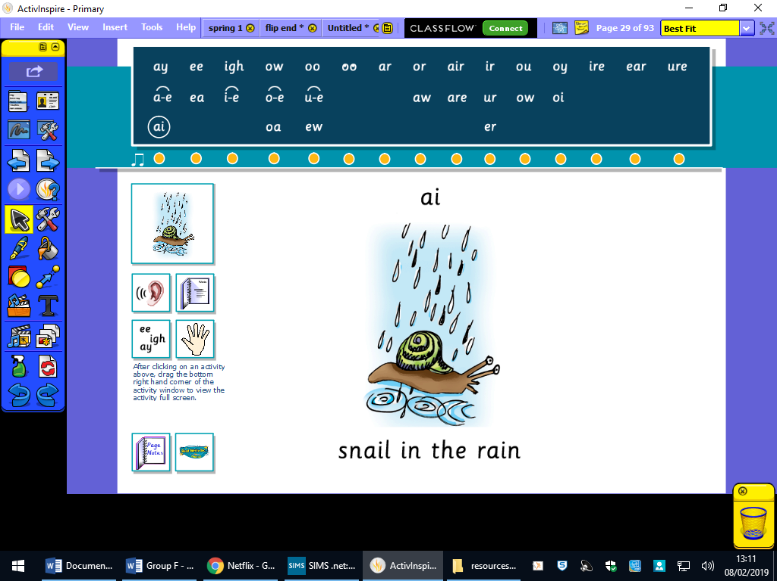 ActivInspire - Primary
File Edit View Insert Tools Help spring 1 flip end * Untitled * CLASSFLOW Connect Page 29 of 93 Best Fit
ay ee igh ow oo oo ar or air ir ou oy ire ear ure
a-e ea i-e o-e u-e aw are ur ow oi
ai oa ew er
ai
ee
igh
ay
After clicking on an activity
above, drag the bottom
right hand corner of the
activity window to view the
activity full screen.
snail in the rain
Page
Notes
Documen... Group F - ... Netflix - G... SIMS SIMS .net:... ActivInspi... resources...
13:11
08/02/2019